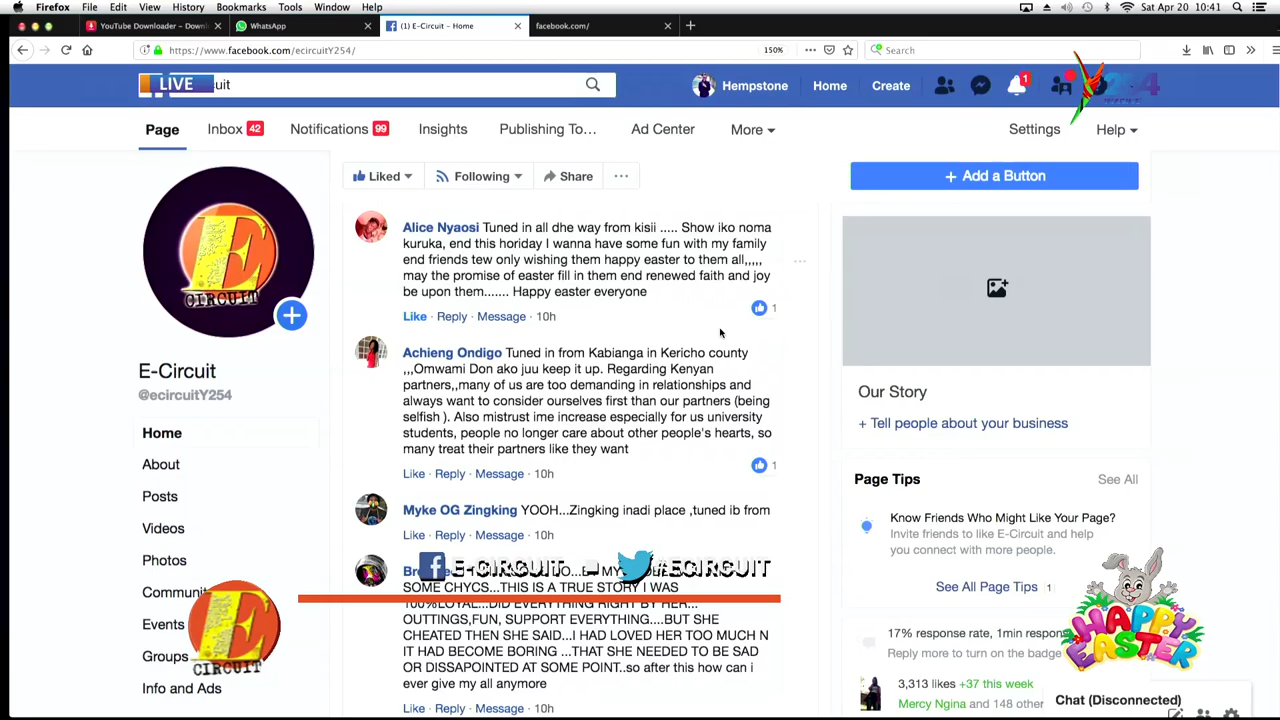 Firefox File Edit View History Bookmarks Tools Window Help
Sat Apr 20 10:41
YouTube Downloader - Downl
WhatsApp
(1) E-Circuit - Home
facebook.com/
https://www.facebook.com/ecircuitY254/
150%
Search
LIVE
uit
Hempstone
Home
Create
1
254
Page
Inbox 42
Notifications 99
Insights
Publishing To…
Ad Center
More
Settings
Help
Liked
Following
Share
+ Add a Button
E
CIRCUIT
E-Circuit
@ecircuitY254
Home
About
Posts
Videos
Photos
Events
Groups
Info and Ads
Alice Nyaosi Tuned in all dhe way from kisii ..... Show iko noma
kuruka, end this horiday I wanna have some fun with my family
end friends tew only wishing them happy easter to them all,,,,,
may the promise of easter fill in them end renewed faith and joy
be upon them....... Happy easter everyone
1
Like · Reply · Message · 10h
Achieng Ondigo Tuned in from Kabianga in Kericho county
,,,Omwami Don ako juu keep it up. Regarding Kenyan
partners,,many of us are too demanding in relationships and
always want to consider ourselves first than our partners (being
selfish ). Also mistrust ime increase especially for us university
students, people no longer care about other people's hearts, so
many treat their partners like they want
1
Like · Reply · Message · 10h
Myke OG Zingking YOOH...Zingking inadi place ,tuned ib from
Like · Reply · Message · 10h
E-CIRCUIT - #ECIRCUIT
SOME CHYCS...THIS IS A TRUE STORY I WAS
100%LOYAL...DID EVERYTHING RIGHT BY HER...
OUTTINGS,FUN, SUPPORT EVERYTHING....BUT SHE
CHEATED THEN SHE SAID...I HAD LOVED HER TOO MUCH N
IT HAD BECOME BORING ...THAT SHE NEEDED TO BE SAD
OR DISSAPOINTED AT SOME POINT..so after this how can i
ever give my all anymore
Like · Reply · Message · 10h
E
CIRCUIT
Our Story
+ Tell people about your business
Page Tips
See All
Know Friends Who Might Like Your Page?
Invite friends to like E-Circuit and help
you connect with more people.
See All Page Tips 1
17% response rate, 1min
Reply more to turn on the badge
3,313 likes +37 this week
Mercy Ngina and 148 other
HAPPY
EASTER
Chat (Disconnected)